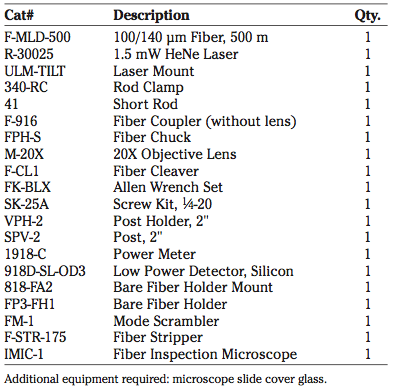 Cat# Description Qty.
F-MLD-500 100/140 µm Fiber, 500 m 1
R-30025 1.5 mW HeNe Laser 1
ULM-TILT Laser Mount 1
340-RC Rod Clamp 1
41 Short Rod 1
F-916 Fiber Coupler (without lens) 1
FPH-S Fiber Chuck 1
M-20X 20X Objective Lens 1
F-CL1 Fiber Cleaver 1
FK-BLX Allen Wrench Set 1
SK-25A Screw Kit, ¼-20 1
VPH-2 Post Holder, 2" 1
SPV-2 Post, 2" 1
1918-C Power Meter 1
918D-SL-OD3 Low Power Detector, Silicon 1
818-FA2 Bare Fiber Holder Mount 1
FP3-FH1 Bare Fiber Holder 1
FM-1 Mode Scrambler 1
F-STR-175 Fiber Stripper 1
IMIC-1 Fiber Inspection Microscope 1
Additional equipment required: microscope slide cover glass.